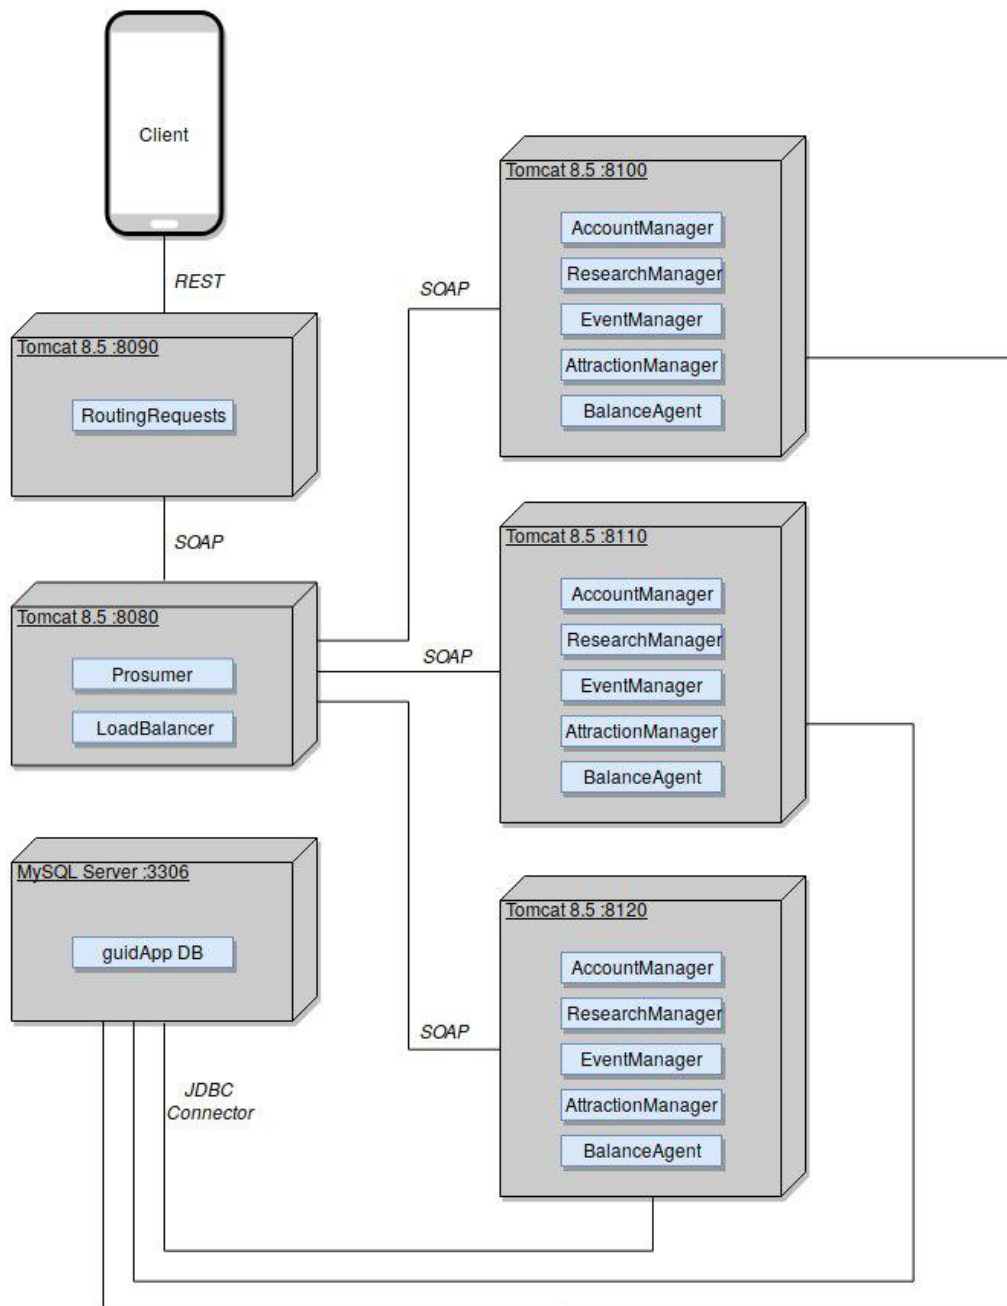 Client
REST
Tomcat 8.5 :8090
RoutingRequests
SOAP
Tomcat 8.5 :8080
Prosumer
LoadBalancer
SOAP
Tomcat 8.5 :8100
AccountManager
ResearchManager
EventManager
AttractionManager
BalanceAgent
SOAP
Tomcat 8.5 :8110
AccountManager
ResearchManager
EventManager
AttractionManager
BalanceAgent
SOAP
Tomcat 8.5 :8120
AccountManager
ResearchManager
EventManager
AttractionManager
BalanceAgent
MySQL Server :3306
guidApp DB
JDBC
Connector